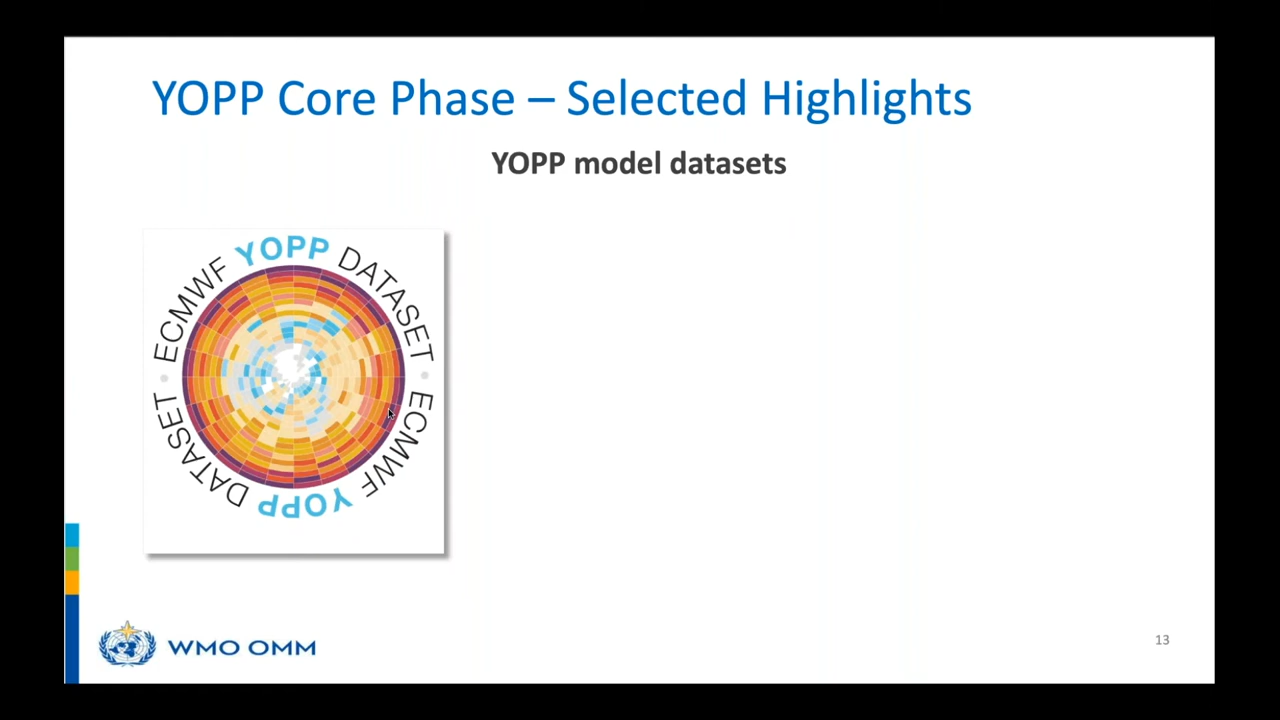 YOPP Core Phase – Selected Highlights
YOPP model datasets
ECMWF YOPP DATASET · ECMWF YOPP DATASET ·
WMO OMM
13